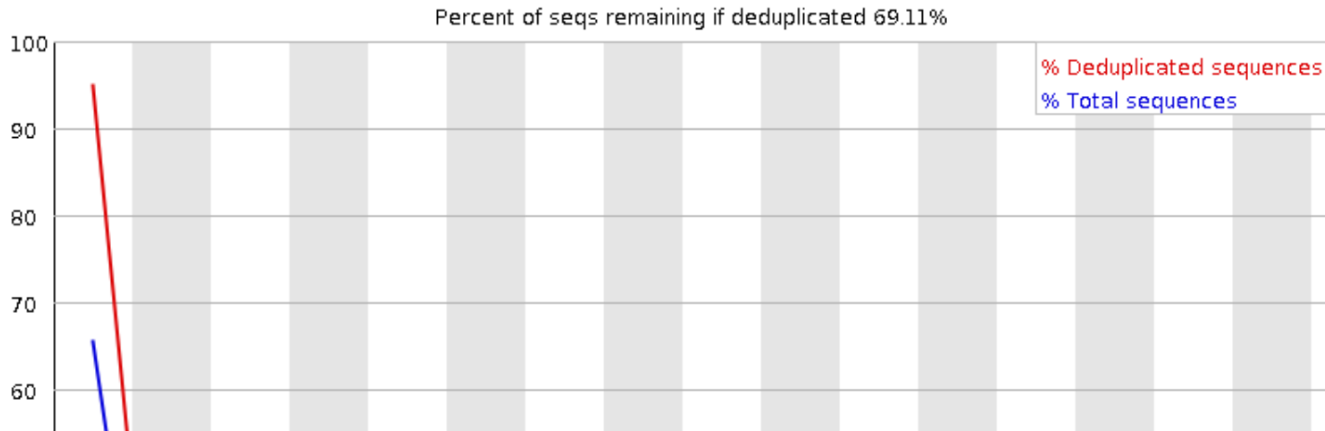 Percent of seqs remaining if deduplicated 69.11%
100
% Deduplicated sequences
% Total sequences
90
80
70
60